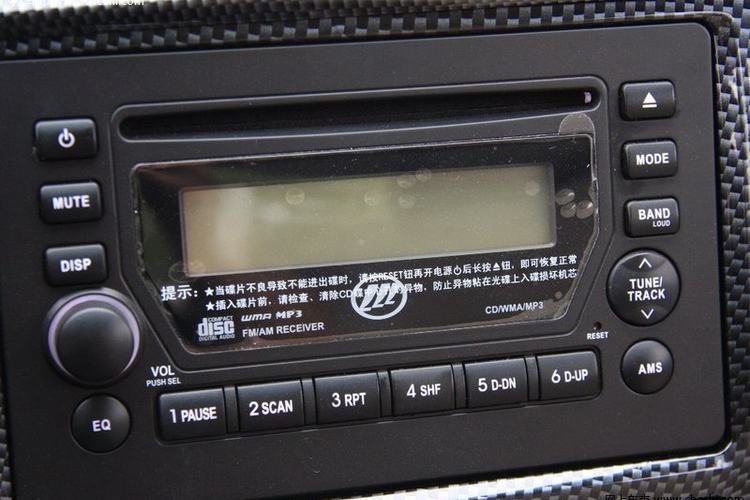 MUTE
MODE
BAND
LOUD
DISP
提示: ★当碟片不良导致不能进出碟时, 请按RESET钮再开电源⏻后长按⏏钮, 即可恢复正常
★插入碟片前, 请检查、清除CD碟 异物, 防止异物粘在光碟上入碟损坏机芯
TUNE/
TRACK
COMPACT
disc
DIGITAL AUDIO
WMA MP3
FM/AM RECEIVER
CD/WMA/MP3
RESET
VOL
PUSH SEL
AMS
EQ
1 PAUSE
2 SCAN
3 RPT
4 SHF
5 D-DN
6 D-UP